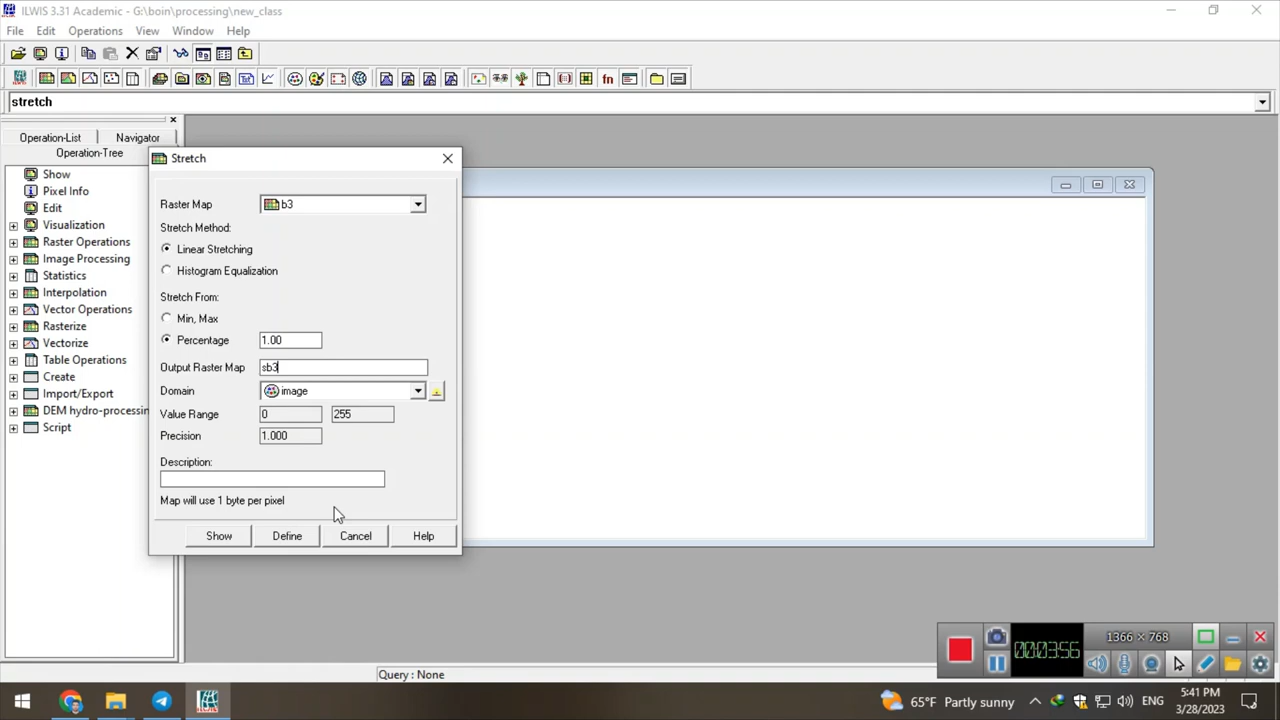 ILWIS 3.31 Academic - G:\boin\processing\new_class
File Edit Operations View Window Help
stretch
Operation-List Navigator
Operation-Tree
Show
Pixel Info
Edit
Visualization
Raster Operations
Image Processing
Statistics
Interpolation
Vector Operations
Rasterize
Vectorize
Table Operations
Create
Import/Export
DEM hydro-processin
Script
Stretch
Raster Map b3
Stretch Method:
Linear Stretching
Histogram Equalization
Stretch From:
Min, Max
Percentage 1.00
Output Raster Map sb3
Domain image
Value Range 0 255
Precision 1.000
Description:
Map will use 1 byte per pixel
Show Define Cancel Help
1366 × 768
000:3:56
Query : None
65°F Partly sunny
ENG
5:41 PM
3/28/2023